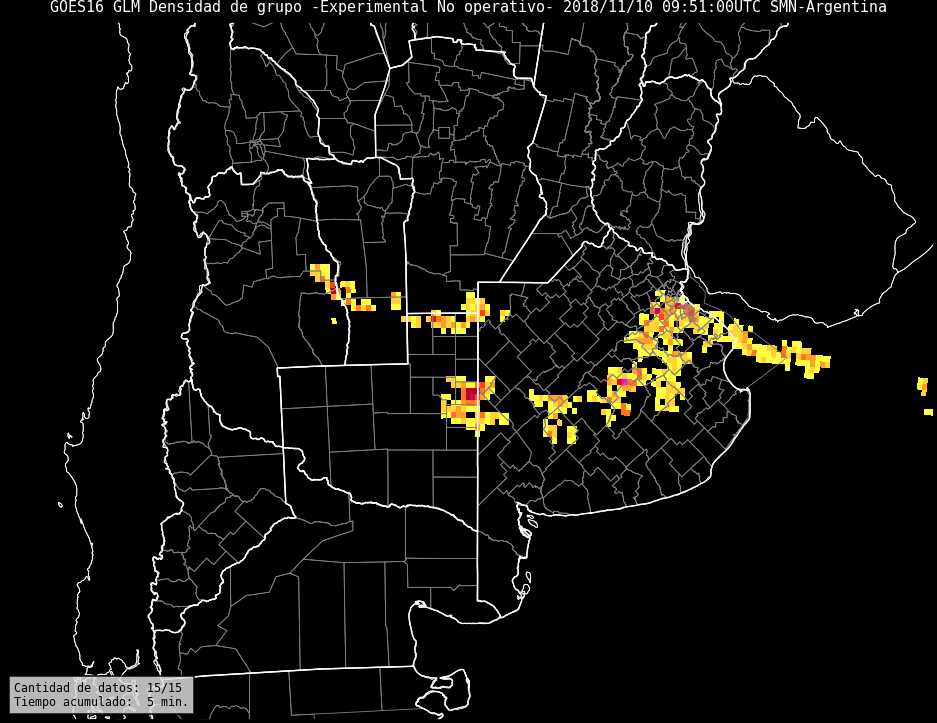 GOES16 GLM Densidad de grupo -Experimental No operativo- 2018/11/10 09:51:00UTC SMN-Argentina
Cantidad de datos: 15/15
Tiempo acumulado:  5 min.